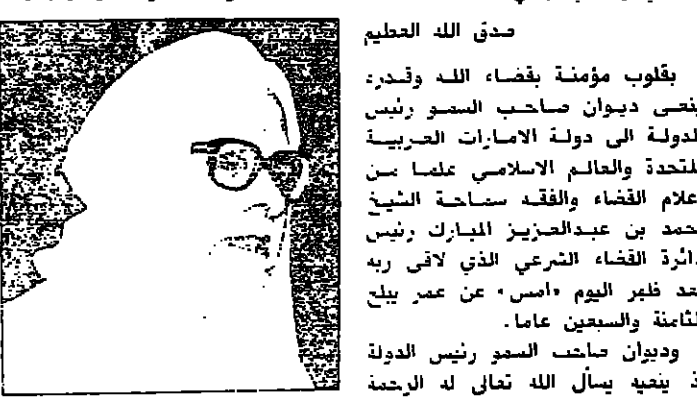 صدق الله العظيم
بقلوب مؤمنة بقضاء الله وقدره
ينعى ديوان صاحب السمو رئيس
الدولة الى دولة الامارات العربية
المتحدة والعالم الاسلامي علما من
اعلام القضاء والفقه سماحة الشيخ
احمد بن عبدالعزيز المبارك رئيس
دائرة القضاء الشرعي الذي لاقى ربه
بعد ظهر اليوم «امس» عن عمر يبلغ
الثامنة والسبعين عاما.
وديوان صاحب السمو رئيس الدولة
اذ ينعيه يسأل الله تعالى له الرحمة